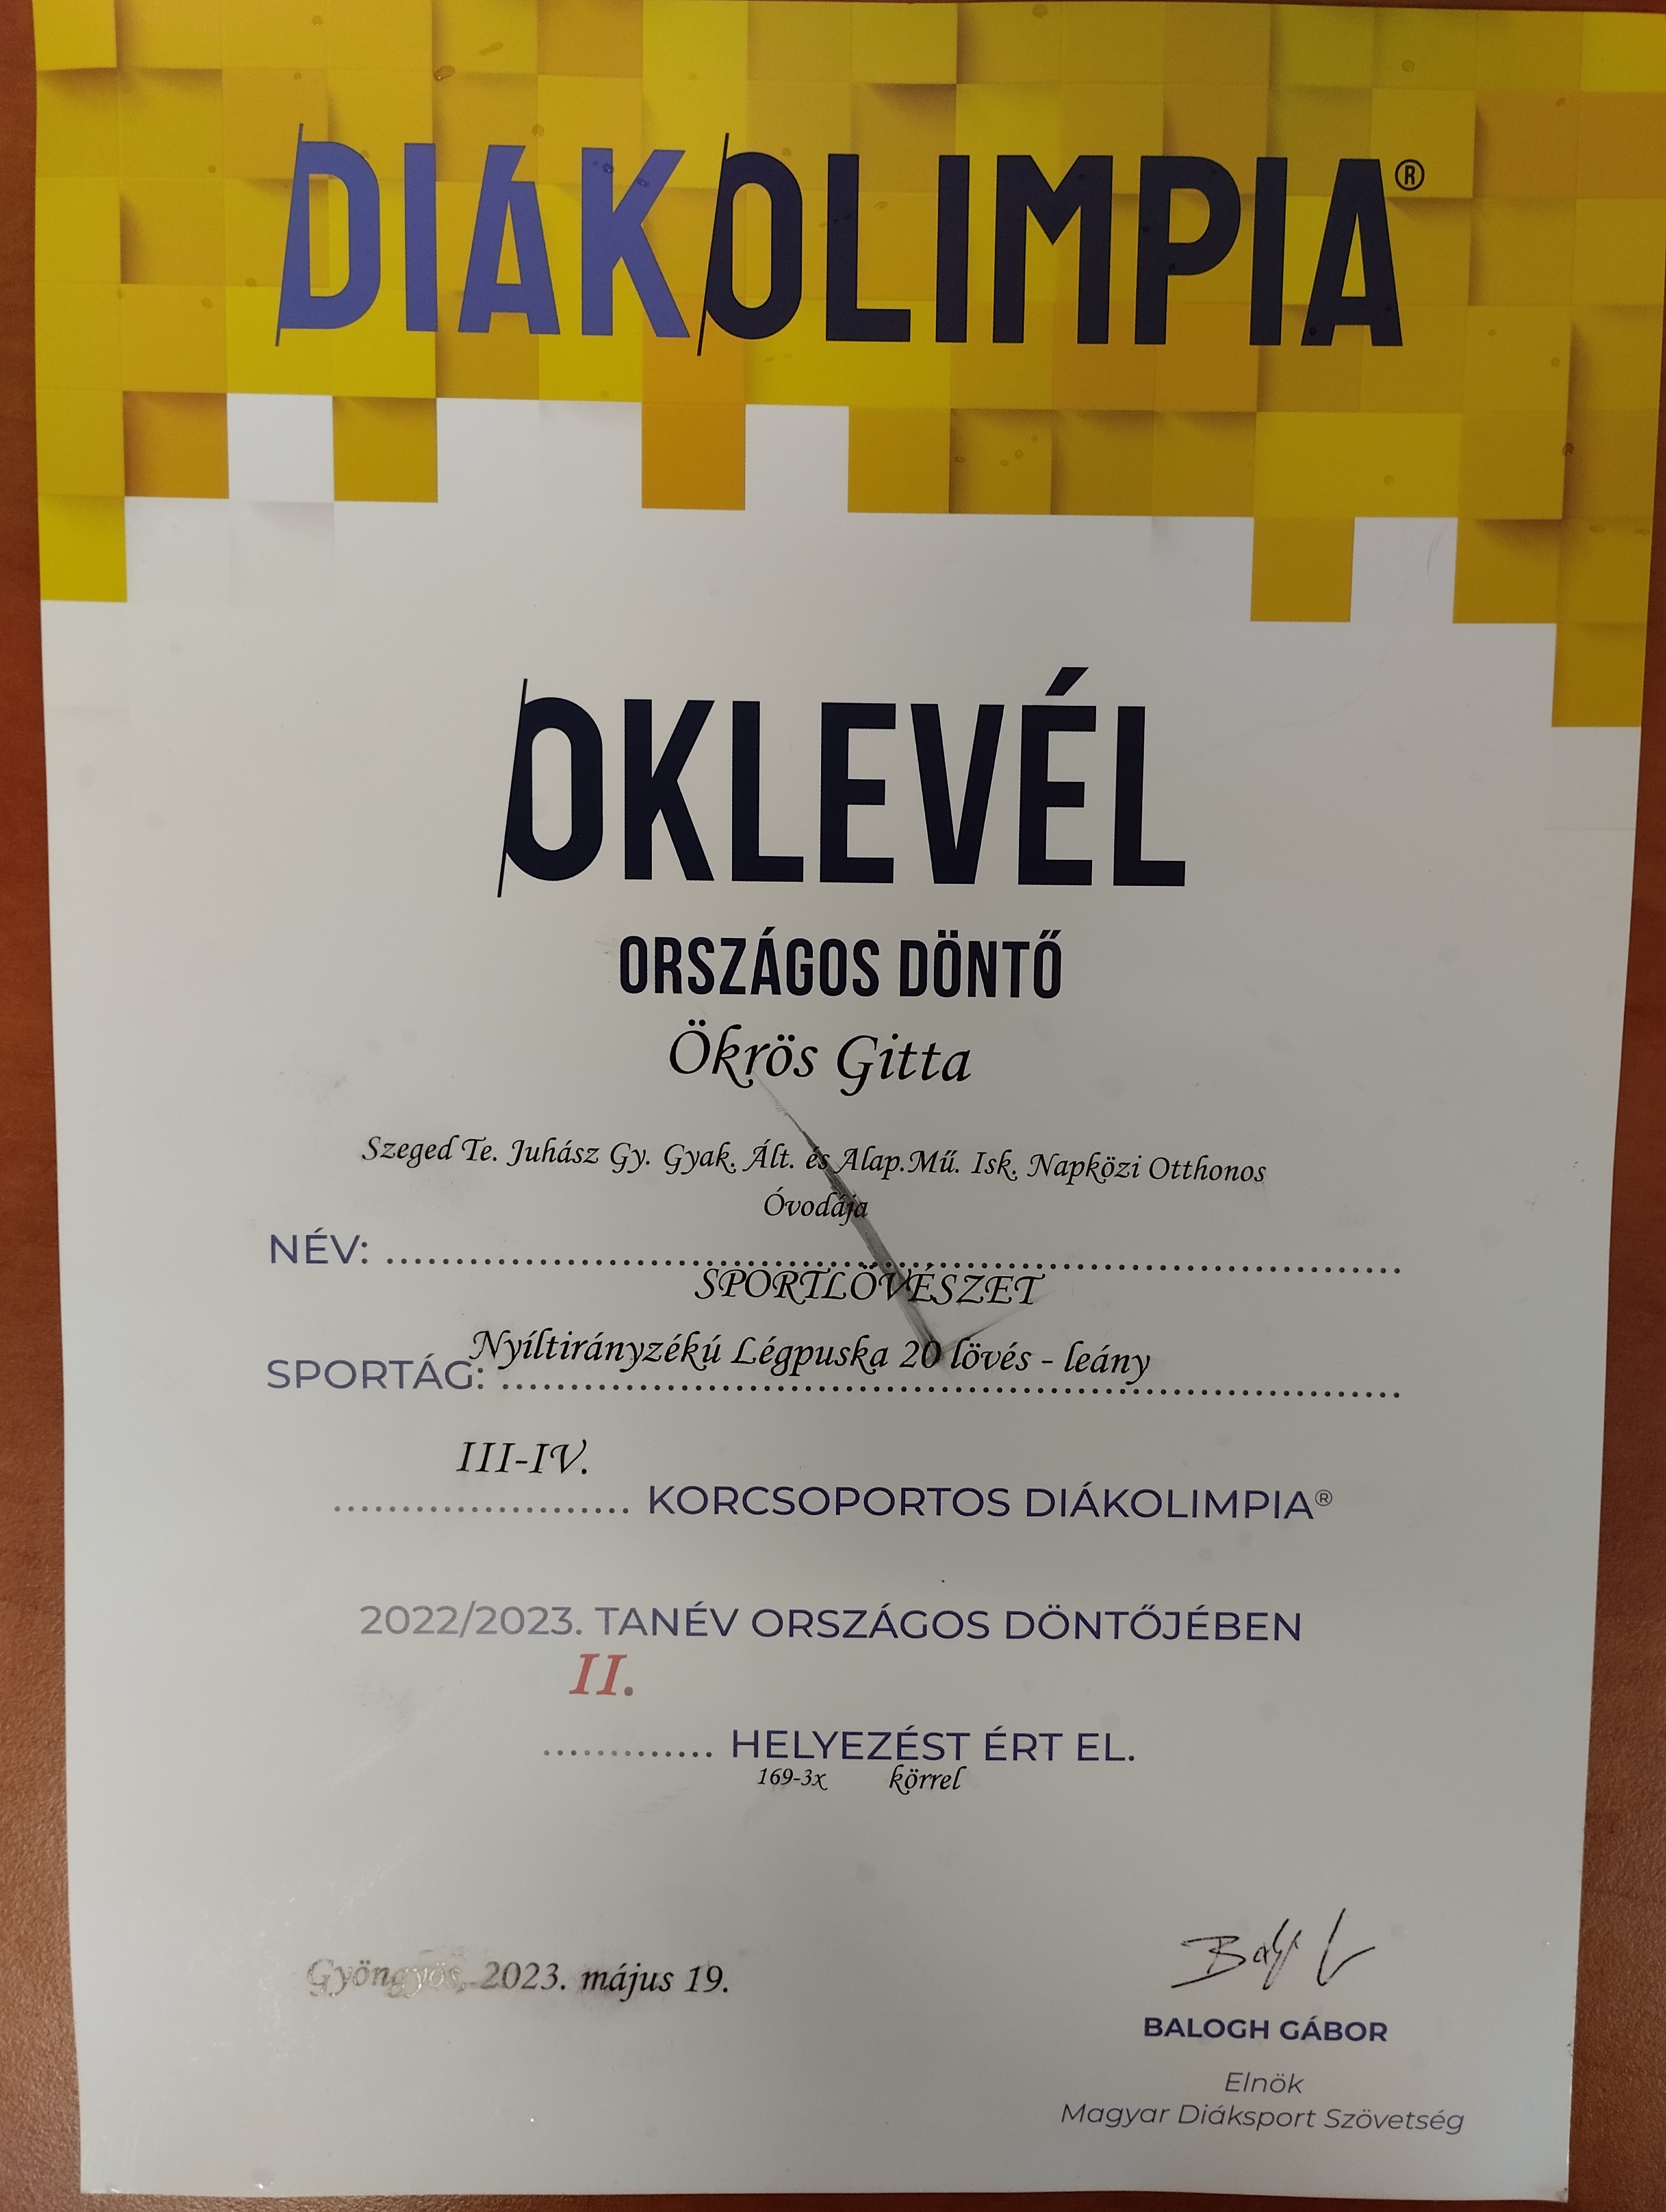 DIÁKOLIMPIA®
OKLEVÉL
ORSZÁGOS DÖNTŐ
Ökrös Gitta
Szeged Te. Juhász Gy. Gyak. Ált. és Alap.Mű. Isk. Napközi Otthonos
Óvodája
NÉV: ................................................................................
SPORTLÖVÉSZET
Nyíltirányzékú Légpuska 20 lövés - leány
SPORTÁG: ................................................................................
III-IV.
...................... KORCSOPORTOS DIÁKOLIMPIA®
2022/2023. TANÉV ORSZÁGOS DÖNTŐJÉBEN
II.
............. HELYEZÉST ÉRT EL.
169-3x körrel
Gyöngyös, 2023. május 19.
BALOGH GÁBOR
Elnök
Magyar Diáksport Szövetség